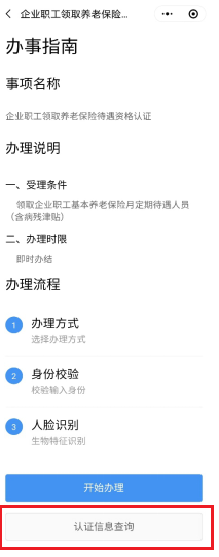 企业职工领取养老保险...
办事指南
事项名称
企业职工领取养老保险待遇资格认证
办理说明
一、受理条件
领取企业职工基本养老保险月定期待遇人员
（含病残津贴）
二、办理时限
即时办结
办理流程
1 办理方式
选择办理方式
2 身份校验
校验输入身份
3 人脸识别
生物特征识别
开始办理
认证信息查询